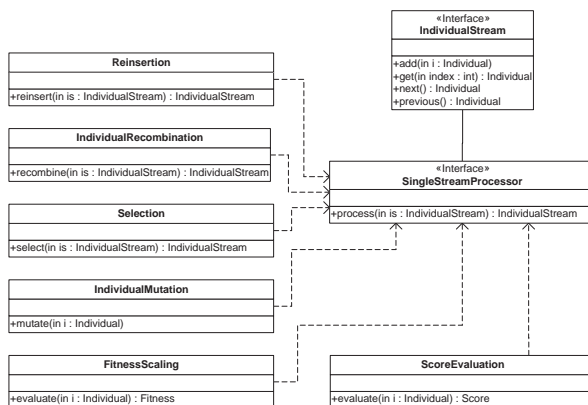 «Interface»
IndividualStream
+add(in i : Individual)
+get(in index : int) : Individual
+next() : Individual
+previous() : Individual
Reinsertion
+reinsert(in is : IndividualStream) : IndividualStream
IndividualRecombination
+recombine(in is : IndividualStream) : IndividualStream
«Interface»
SingleStreamProcessor
+process(in is : IndividualStream) : IndividualStream
Selection
+select(in is : IndividualStream) : IndividualStream
IndividualMutation
+mutate(in i : Individual)
FitnessScaling
+evaluate(in i : Individual) : Fitness
ScoreEvaluation
+evaluate(in i : Individual) : Score